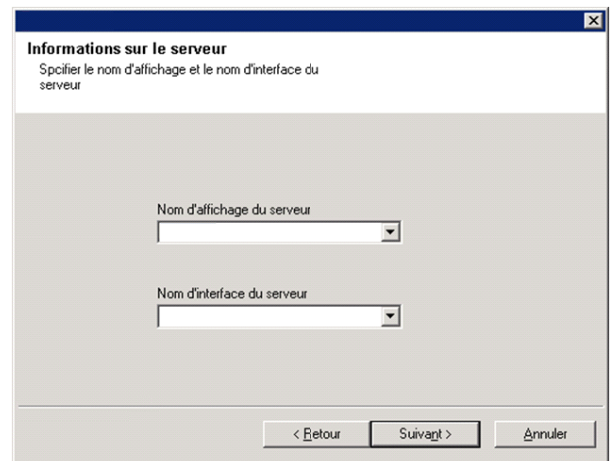 Informations sur le serveur
Spcifier le nom d'affichage et le nom d'interface du
serveur
Nom d'affichage du serveur
Nom d'interface du serveur
< Retour Suivant > Annuler